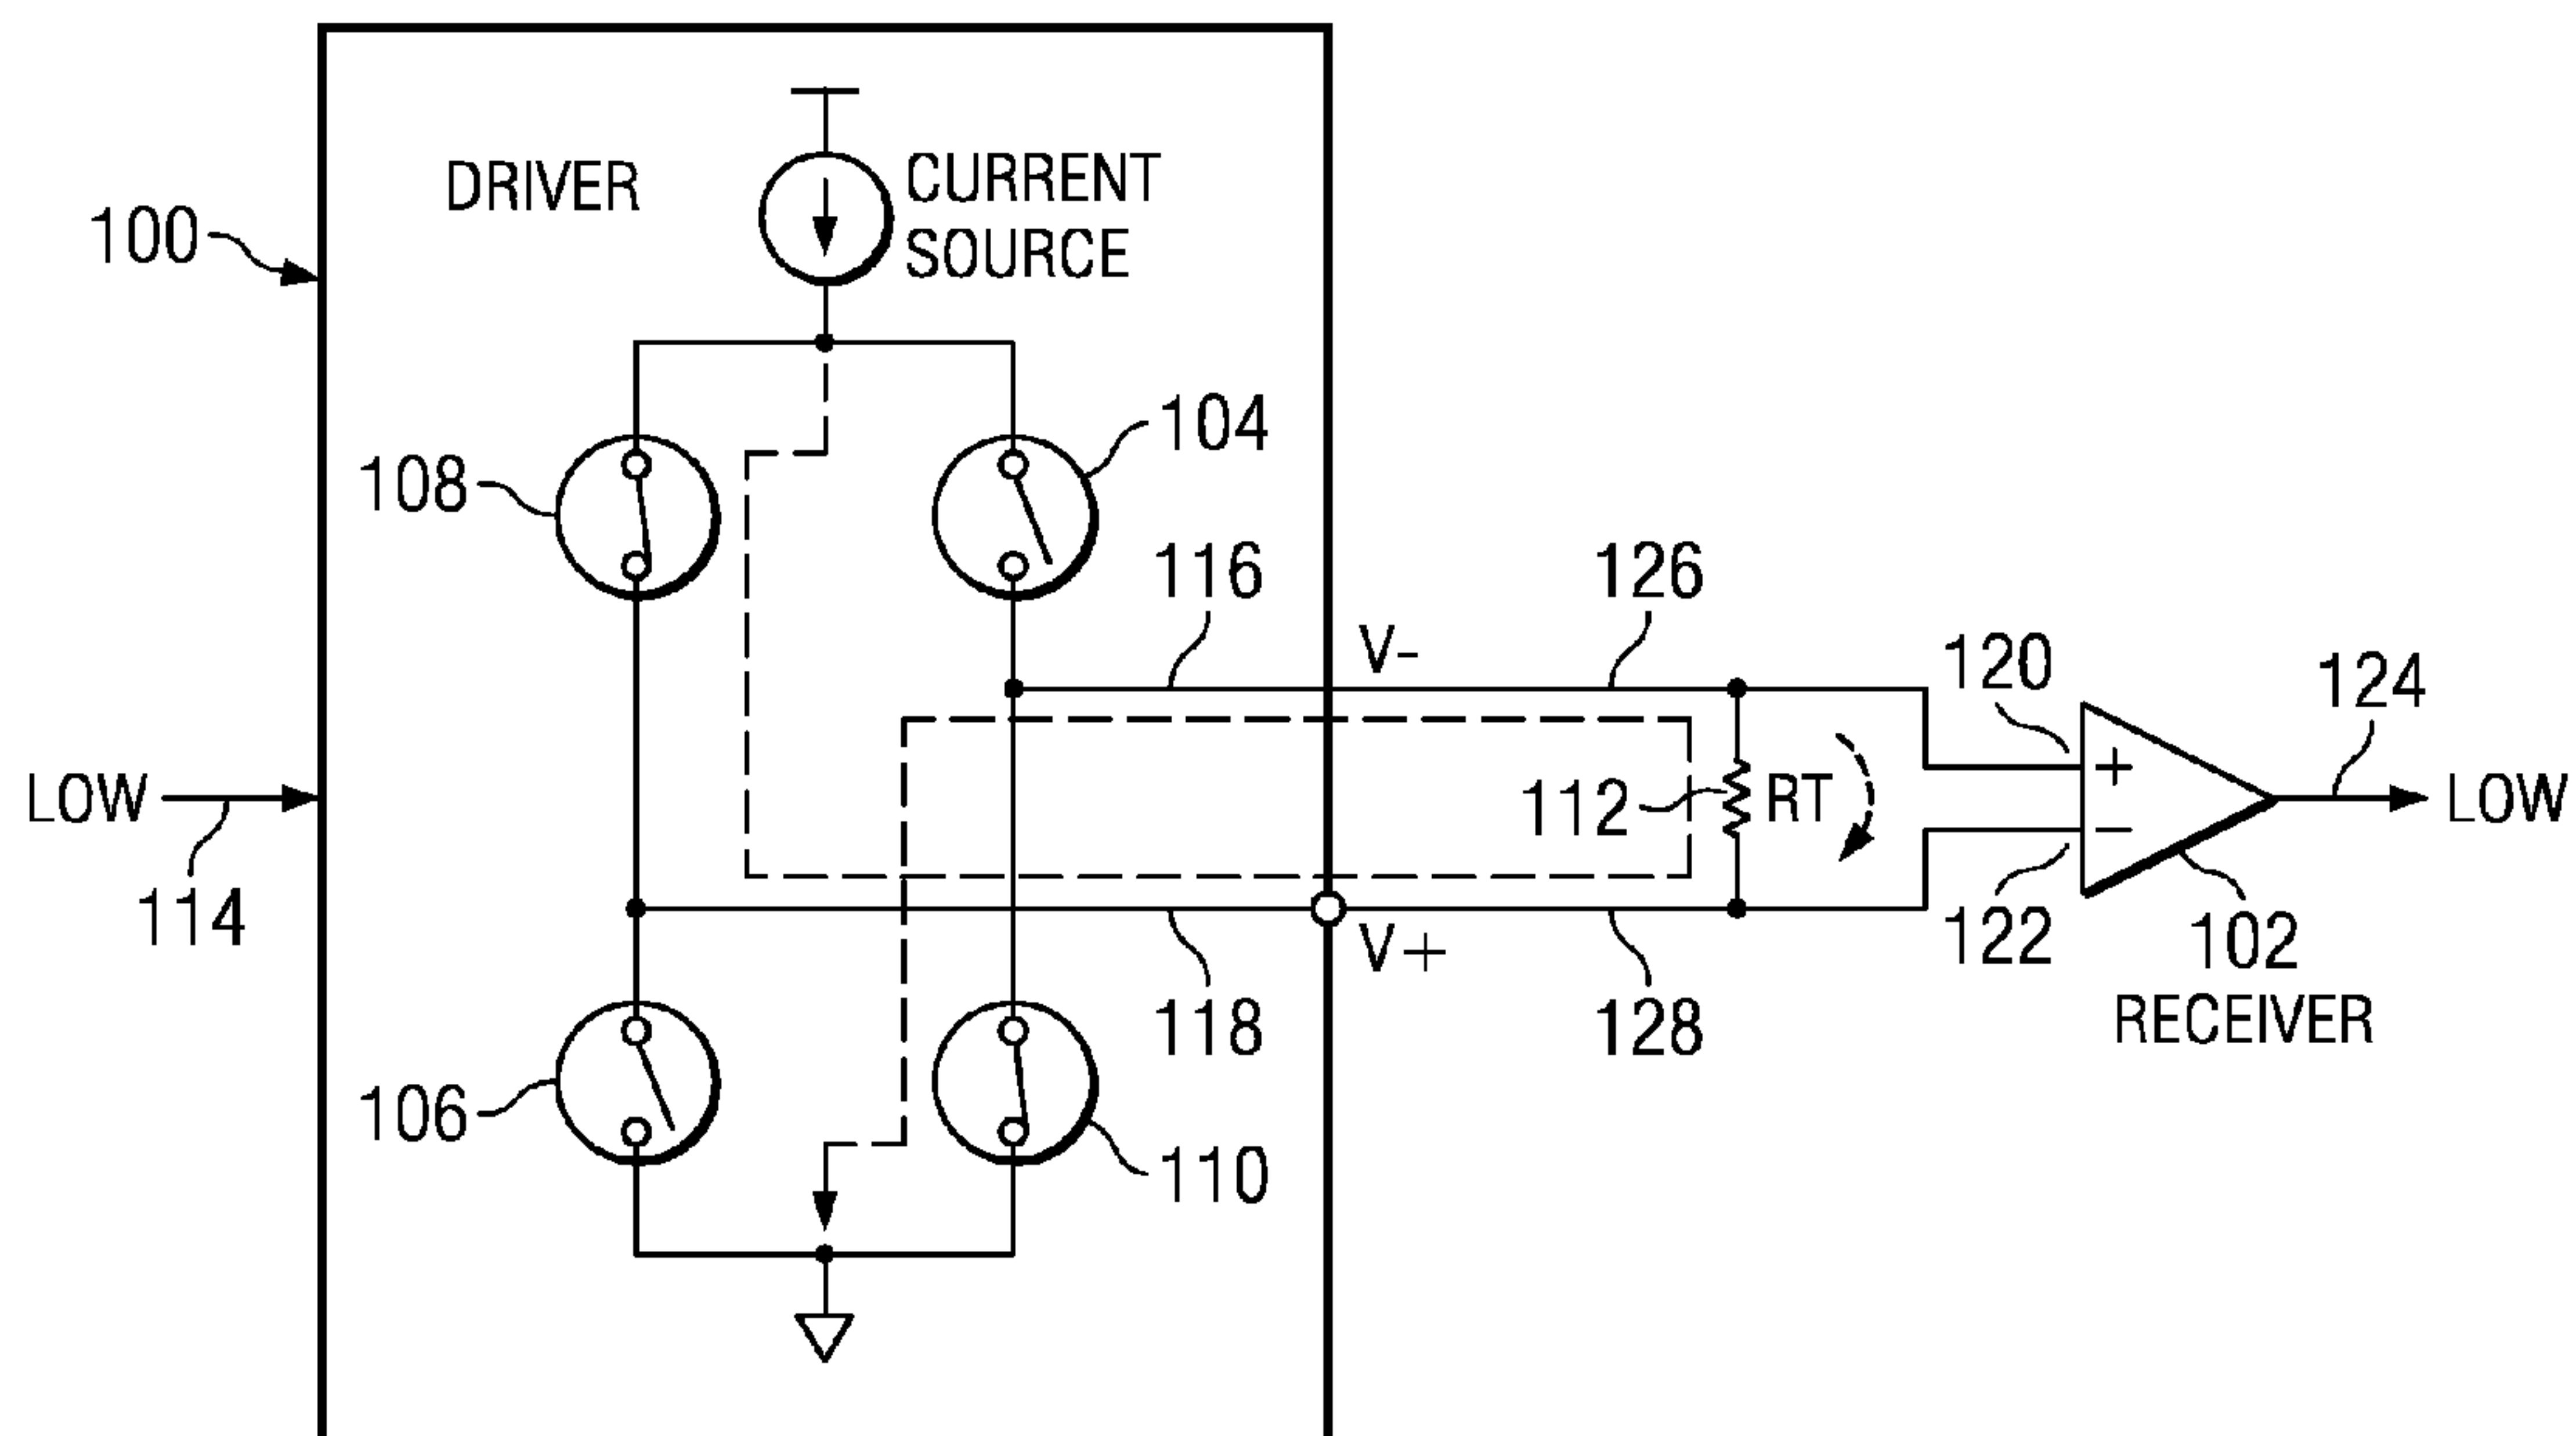 DRIVER
CURRENT
SOURCE
100
108
104
116
126
V-
120
124
LOW
114
112
RT
+
−
LOW
118
V+
128
122
102
RECEIVER
106
110